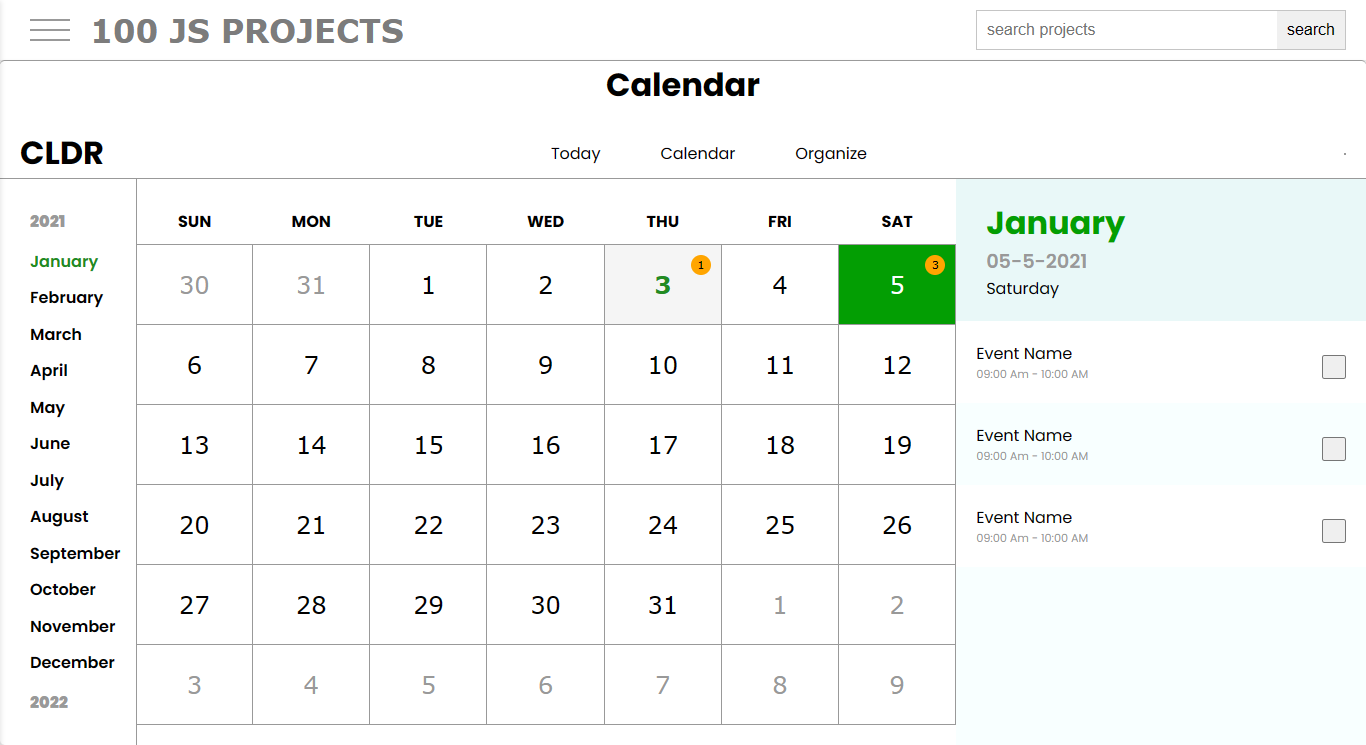 100 JS PROJECTS
search projects
search
Calendar
CLDR
Today Calendar Organize
2021
January
February
March
April
May
June
July
August
September
October
November
December
2022
SUN MON TUE WED THU FRI SAT
30 31 1 2 3 1 4 5 3
6 7 8 9 10 11 12
13 14 15 16 17 18 19
20 21 22 23 24 25 26
27 28 29 30 31 1 2
3 4 5 6 7 8 9
January
05-5-2021
Saturday
Event Name
09:00 Am - 10:00 AM
Event Name
09:00 Am - 10:00 AM
Event Name
09:00 Am - 10:00 AM